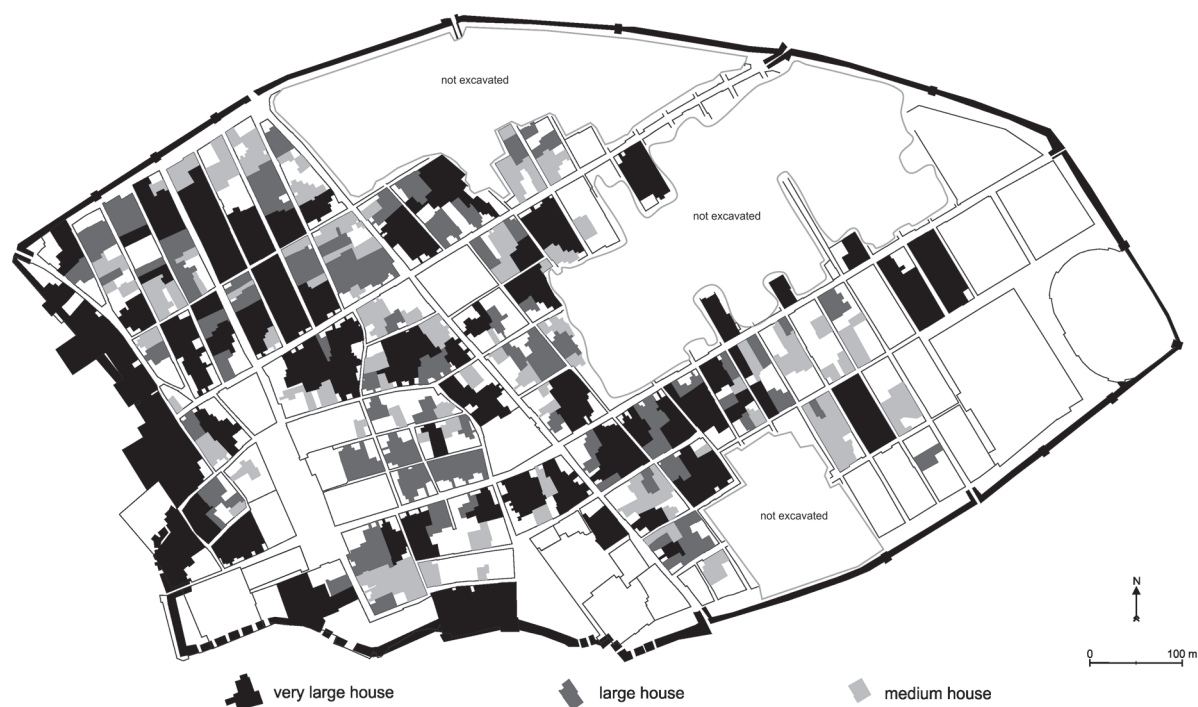 not excavated
not excavated
not excavated
N
0 100 m
very large house large house medium house